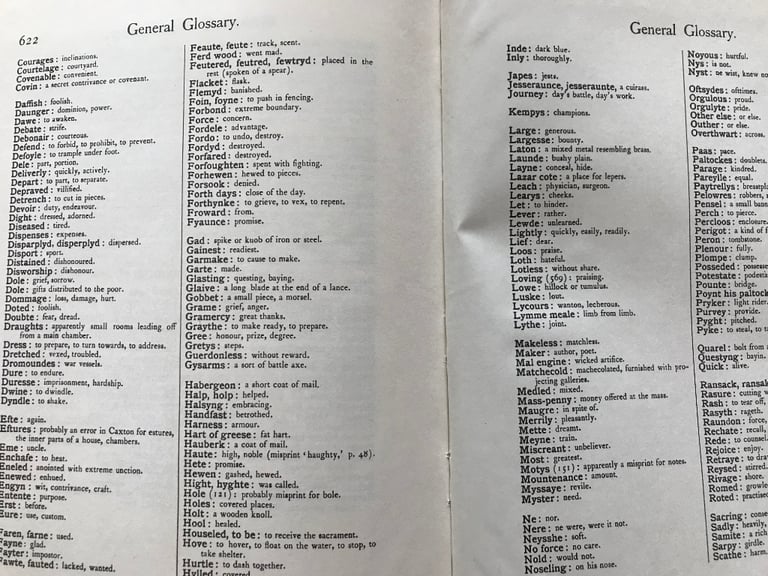 622
General Glossary.
Courages: inclinations.
Courtelage: courtyard.
Covenable: convenient.
Covin: a secret contrivance or covenant.
Daffish: foolish.
Daunger: dominion, power.
Dawe: to awaken.
Debate: strife.
Debonair: courteous.
Defend: to forbid, to prohibit, to prevent.
Defoyle: to trample under foot.
Dele: part, portion.
Deliverly: quickly, actively.
Depart: to part, to separate.
Depraved: vilified.
Detrench: to cut in pieces.
Devoir: duty, endeavour.
Dight: dressed, adorned.
Diseased: tired.
Dispenses: expenses.
Disparplyd, disperplyd: dispersed.
Disport: sport.
Distained: dishonoured.
Disworship: dishonour.
Dole: grief, sorrow.
Dole: gifts distributed to the poor.
Dommage: loss, damage, hurt.
Doted: foolish.
Doubte: fear, dread.
Draughts: apparently small rooms leading off
from a main chamber.
Dress: to prepare, to turn towards, to address.
Dretched: vexed, troubled.
Dromoundes: war vessels.
Dure: to endure.
Duresse: imprisonment, hardship.
Dwine: to dwindle.
Dyndle: to shake.
Efte: again.
Eftures: probably an error in Caxton for estures,
the inner parts of a house, chambers.
Eme: uncle.
Enchafe: to heat.
Eneled: anointed with extreme unction.
Enewed: enhued.
Engyn: wit, contrivance, craft.
Entente: purpose.
Erst: before.
Eure: use, custom.
Faren, farne: used.
Fayne: glad.
Fayter: impostor.
Fawte, fauted: lacked, wanted.
Feaute, feute: track, scent.
Ferd wood: went mad.
Feutered, feutred, fewtryd: placed in the
rest (spoken of a spear).
Flacket: flask.
Flemyd: banished.
Foin, foyne: to push in fencing.
Forbond: extreme boundary.
Force: concern.
Fordele: advantage.
Fordo: to undo, destroy.
Fordyd: destroyed.
Forfared: destroyed.
Forfoughten: spent with fighting.
Forhewen: hewed to pieces.
Forsook: denied.
Forth days: close of the day.
Forthynke: to grieve, to vex, to repent.
Froward: from.
Fyaunce: promise.
Gad: spike or knob of iron or steel.
Gainest: readiest.
Garmake: to cause to make.
Garte: made.
Glasting: questing, baying.
Glaive: a long blade at the end of a lance.
Gobbet: a small piece, a morsel.
Grame: grief, anger.
Gramercy: great thanks.
Graythe: to make ready, to prepare.
Gree: honour, prize, degree.
Gretys: steps.
Guerdonless: without reward.
Gysarms: a sort of battle axe.
Habergeon: a short coat of mail.
Halp, holp: helped.
Halsyng: embracing.
Handfast: betrothed.
Harness: armour.
Hart of greese: fat hart.
Hauberk: a coat of mail.
Haute: high, noble (misprint 'haughty,' p. 48).
Hete: promise.
Hewen: gashed, hewed.
Hight, hyghte: was called.
Hole (121): probably misprint for bole.
Holes: covered places.
Holt: a wooden knoll.
Hool: healed.
Houseled, to be: to receive the sacrament.
Hove: to hover, to float on the water, to stop, to
take shelter.
Hurtle: to dash together.
Hylled: covered.
General Glossary.
Inde: dark blue.
Inly: thoroughly.
Japes: jests.
Jesseraunce, jesseraunte, a cuirass.
Journey: day's battle, day's work.
Kempys: champions.
Large: generous.
Largesse: bounty.
Laton: a mixed metal resembling brass.
Launde: bushy plain.
Layne: conceal, hide.
Lazar cote: a place for lepers.
Leach: physician, surgeon.
Learys: cheeks.
Let: to hinder.
Lever: rather.
Lewde: unlearned.
Lightly: quickly, easily, readily.
Lief: dear.
Loos: praise.
Loth: hateful.
Lotless: without share.
Loving (569): praising.
Lowe: hillock or tumulus.
Luske: lout.
Lycours: wanton, lecherous.
Lymme meale: limb from limb.
Lythe: joint.
Makeless: matchless.
Maker: author, poet.
Mal engine: wicked artifice.
Matchecold: machecolated, furnished with pro-
jecting galleries.
Medled: mixed.
Mass-penny: money offered at the mass.
Maugre: in spite of.
Merrily: pleasantly.
Mette: dreams.
Meyne: train.
Miscreant: unbeliever.
Most: greatest.
Motys (151): apparently a misprint for notes.
Mountenance: amount.
Myssaye: revile.
Myster: need.
Ne: nor.
Nere: ne were, were it not.
Neysshe: soft.
No force: no care.
Nold: would not.
Noseling: on his nose.
Noyous: hurtful.
Nys: is not.
Nyst: ne wist, knew
Oftsydes: ofttimes.
Orgulous: proud.
Orgulyte: pride.
Other else: or else.
Outher: or else.
Overthwart: across.
Paas: pace.
Paltockes: doublets.
Parage: kindred.
Pareylle: equal.
Paytrellys:
Pelowres: robbers,
Pensel: a small
Perch: to pierce.
Percloos:
Perigot: a kind of
Peron: tombstone.
Plenour: fully.
Plompe: clump.
Posseded:
Potestate:
Pounte: bridge.
Poynt his
Pryker: light rider.
Purvey: provide.
Pyght: pitched.
Pyke: to steal, to
Quarel: bolt from
Questyng:
Quick: alive.
Ransack,
Rasure: cutting
Rash: to tear off,
Rasyth: rageth.
Raundon: force,
Rechate: recall,
Rede: to counsel.
Rejoice: enjoy.
Retraye: to
Reysed:
Rivage: shore.
Romed:
Roted:
Sacring:
Sadly: heavily,
Samite: a rich
Sarpy: girdle.
Scathe: harm.